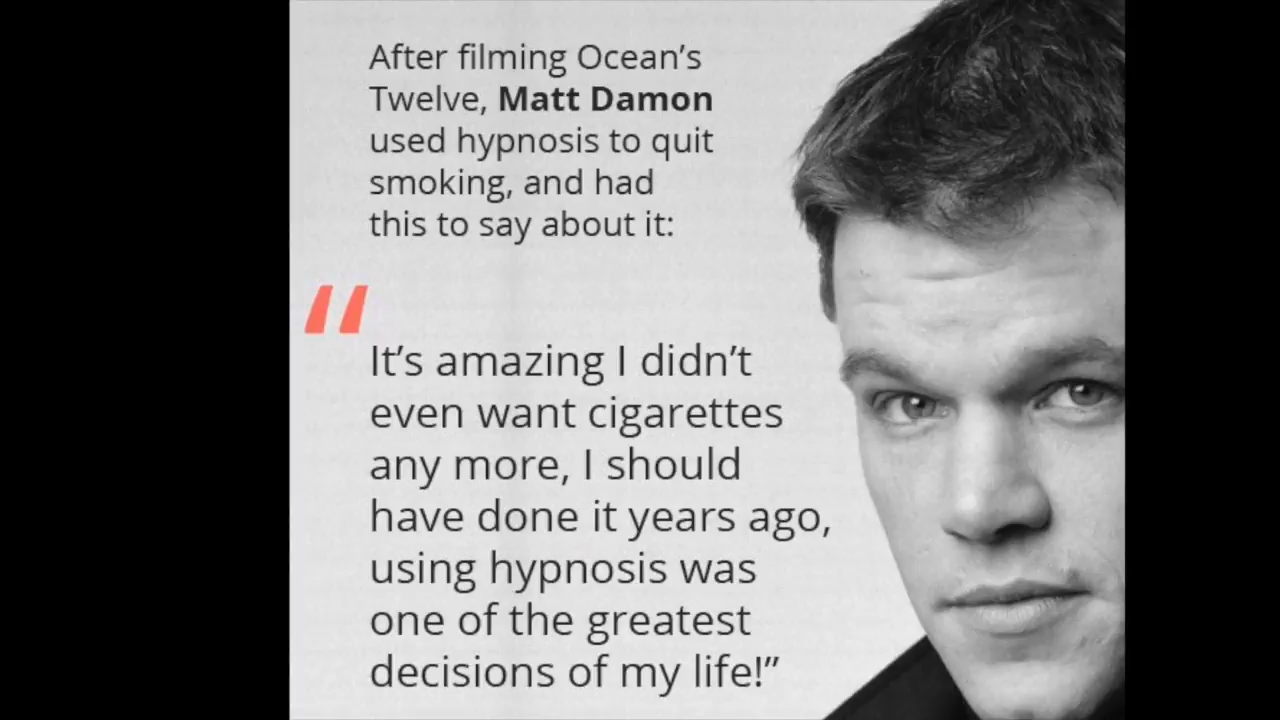 After filming Ocean’s
Twelve, Matt Damon
used hypnosis to quit
smoking, and had
this to say about it:
“
It’s amazing I didn’t
even want cigarettes
any more, I should
have done it years ago,
using hypnosis was
one of the greatest
decisions of my life!”